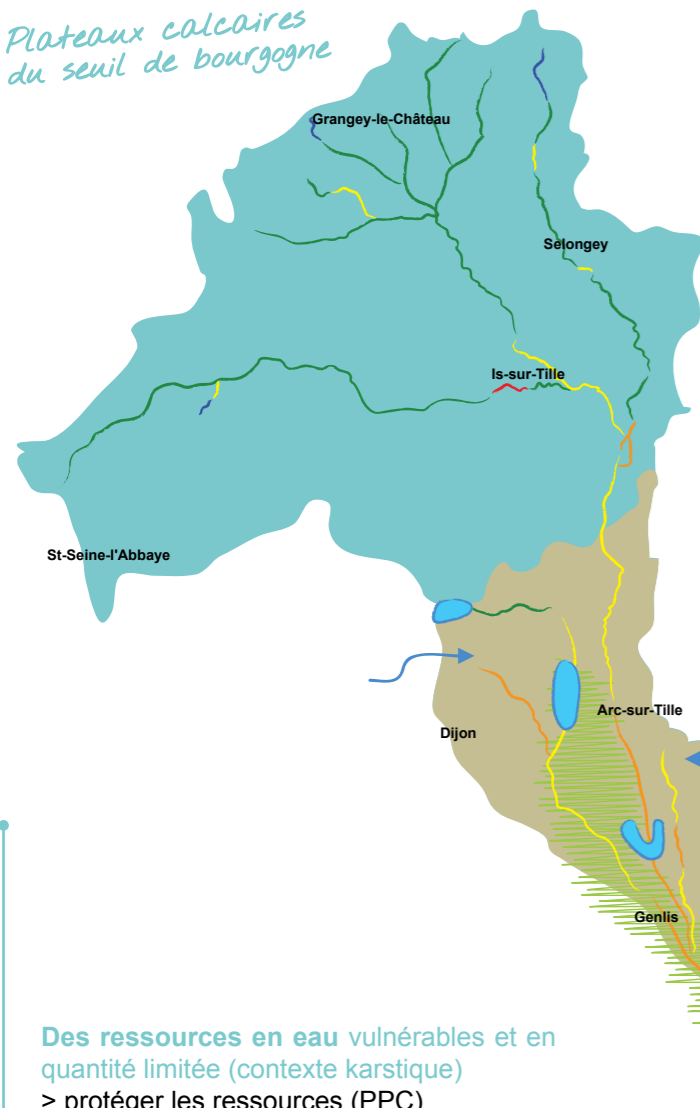 Plateaux calcaires
du seuil de bourgogne
Grangey-le-Château
Selongey
Is-sur-Tille
St-Seine-l'Abbaye
Arc-sur-Tille
Dijon
Genlis
Des ressources en eau vulnérables et en
quantité limitée (contexte karstique)
> protéger les ressources (PPC)